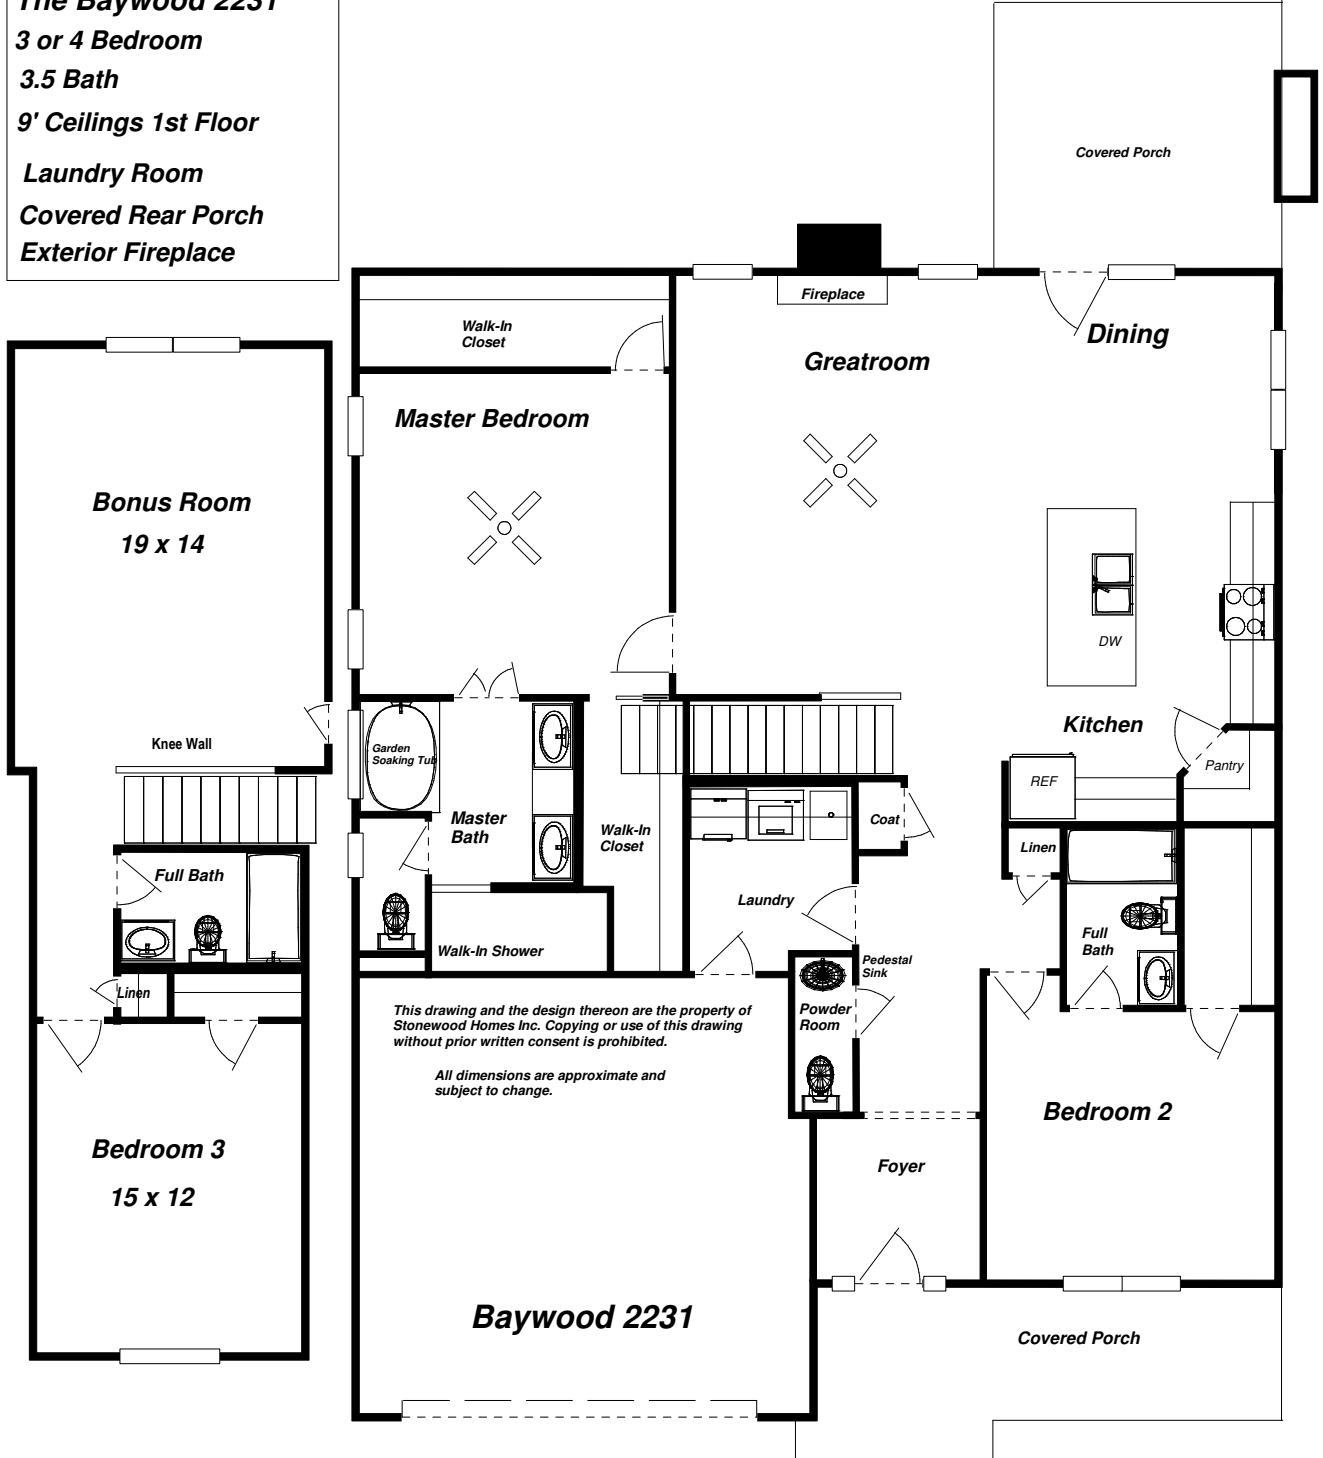 The Baywood 2231
3 or 4 Bedroom
3.5 Bath
9' Ceilings 1st Floor
Laundry Room
Covered Rear Porch
Exterior Fireplace
Covered Porch
Fireplace
Walk-In
Closet
Dining
Greatroom
Master Bedroom
Bonus Room
19 x 14
DW
Kitchen
Knee Wall
Garden
Soaking Tub
Pantry
REF
Master
Bath
Walk-In
Closet
Coat
Linen
Full Bath
Laundry
Full
Bath
Walk-In Shower
Pedestal
Sink
Linen
This drawing and the design thereon are the property of
Stonewood Homes Inc. Copying or use of this drawing
without prior written consent is prohibited.
All dimensions are approximate and
subject to change.
Powder
Room
Bedroom 2
Bedroom 3
15 x 12
Foyer
Baywood 2231
Covered Porch